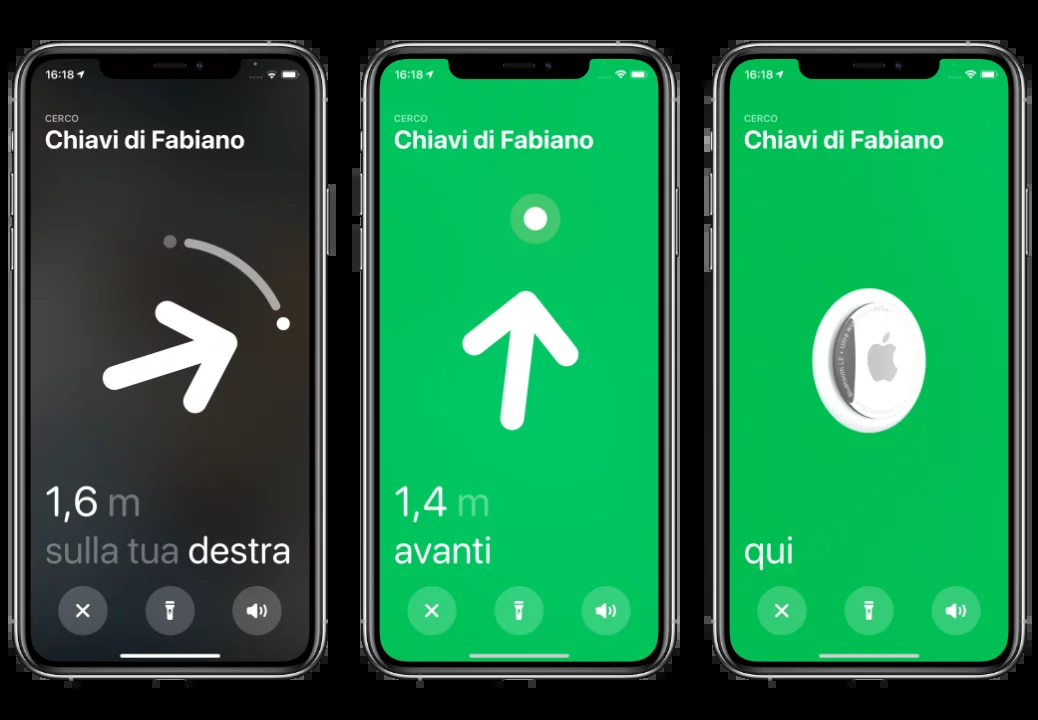 16:18
CERCO
Chiavi di Fabiano
1,6 m
sulla tua destra
16:18
CERCO
Chiavi di Fabiano
1,4 m
avanti
16:18
CERCO
Chiavi di Fabiano
qui